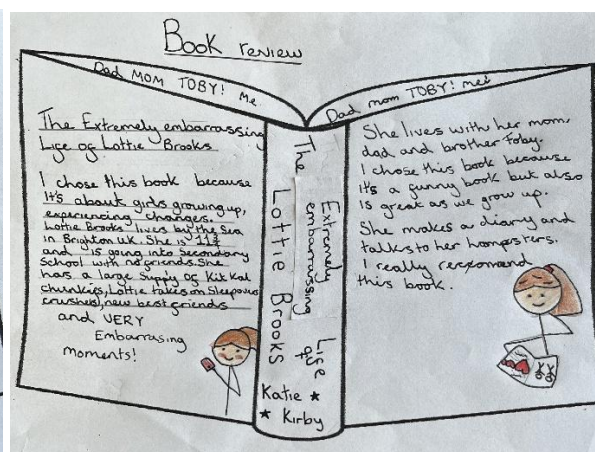 Book review
Dad MOM TOBY! Me
Dad mom TOBY! me!
The Extremely embarrassing
Life of Lottie Brooks
I chose this book because
It's about girls growing up,
experiencing changes.
Lottie Brooks lives by the Sea
in Brighton UK. She is 11 3/4
and is going into Secondary
School with no friends. She
has a large Supply of Kit Kat
chunkies, Lottie takes on Sleepovers
crushes, new best friends
and VERY
Embarrasing
moments!
The Extremely
embarrassing Life of
Lottie Brooks
Katie ★
★ Kirby
She lives with her mom,
dad and brother Toby.
I chose this book because
it's a funny book but also
is great as we grow up.
She makes a diary and
talks to her hampsters.
I really reccomand
this book.